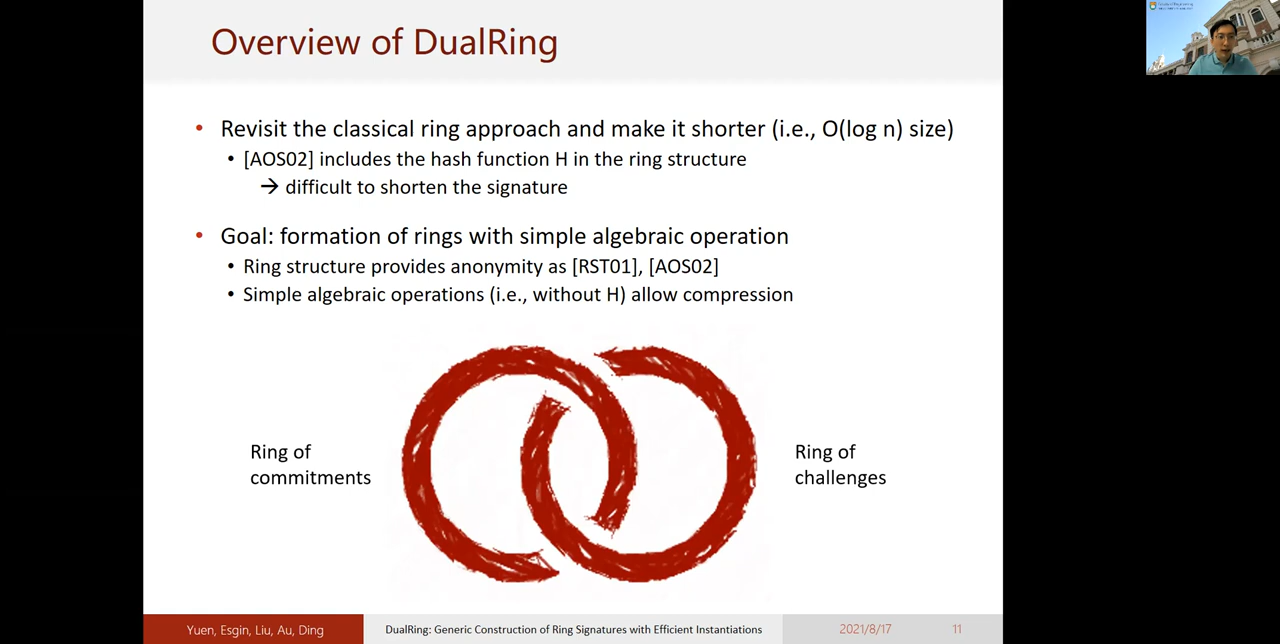 Overview of DualRing
• Revisit the classical ring approach and make it shorter (i.e., O(log n) size)
• [AOS02] includes the hash function H in the ring structure
→ difficult to shorten the signature
• Goal: formation of rings with simple algebraic operation
• Ring structure provides anonymity as [RST01], [AOS02]
• Simple algebraic operations (i.e., without H) allow compression
Ring of
commitments
Ring of
challenges
Yuen, Esgin, Liu, Au, Ding
DualRing: Generic Construction of Ring Signatures with Efficient Instantiations
2021/8/17
11